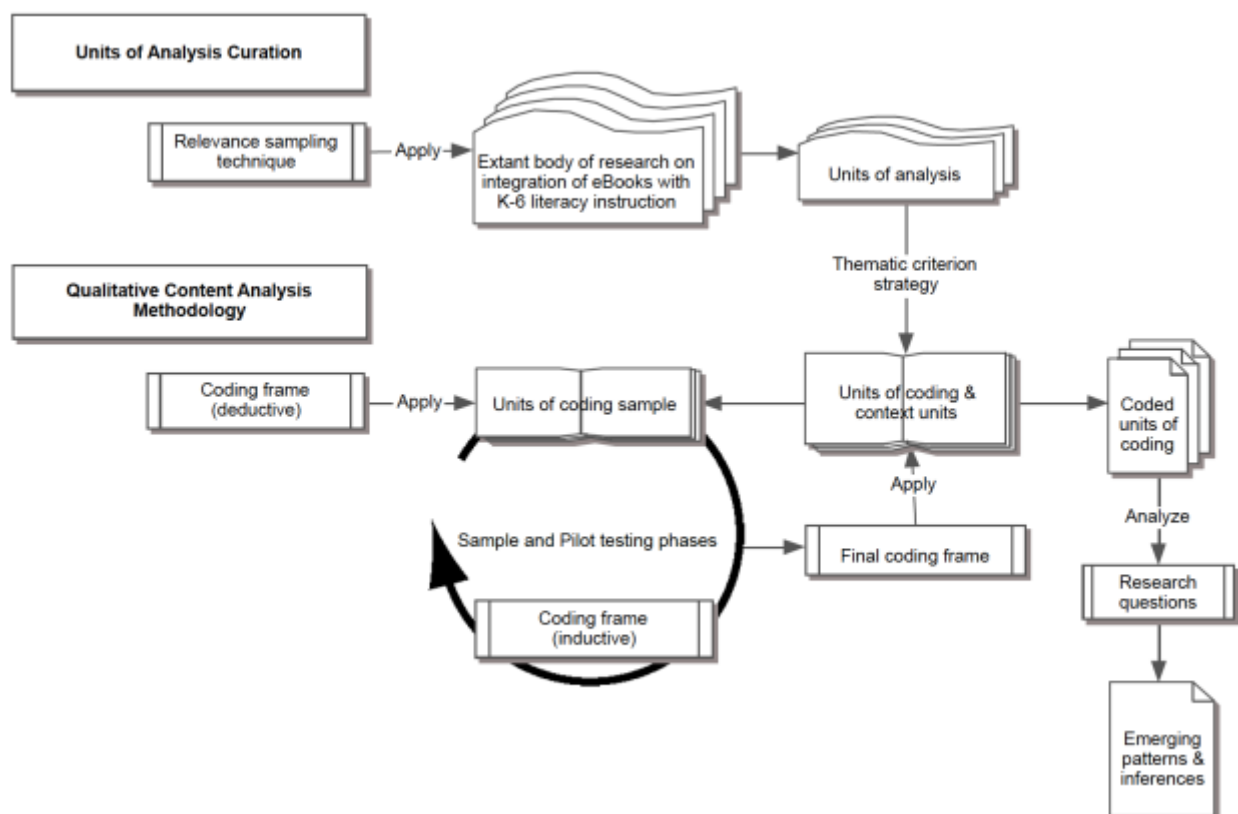 Units of Analysis Curation
Relevance sampling
technique
Apply
Extant body of research on
integration of eBooks with
K-6 literacy instruction
Units of analysis
Thematic criterion
strategy
Qualitative Content Analysis
Methodology
Coding frame
(deductive)
Apply
Units of coding sample
Units of coding &
context units
Coded
units of
coding
Apply
Analyze
Sample and Pilot testing phases
Final coding frame
Research
questions
Coding frame
(inductive)
Emerging
patterns &
inferences